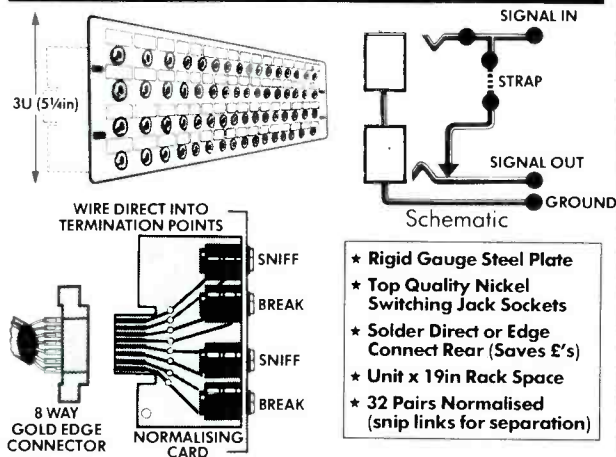 3U (5¼in)
SIGNAL IN
STRAP
SIGNAL OUT
GROUND
Schematic
WIRE DIRECT INTO
TERMINATION POINTS
SNIFF
BREAK
SNIFF
BREAK
8 WAY
GOLD EDGE
CONNECTOR
NORMALISING
CARD
★ Rigid Gauge Steel Plate
★ Top Quality Nickel
Switching Jack Sockets
★ Solder Direct or Edge
Connect Rear (Saves £'s)
★ Unit x 19in Rack Space
★ 32 Pairs Normalised
(snip links for separation)